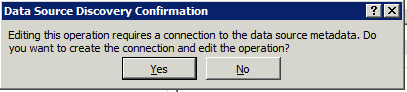 Data Source Discovery Confirmation
Editing this operation requires a connection to the data source metadata. Do
you want to create the connection and edit the operation?
Yes No